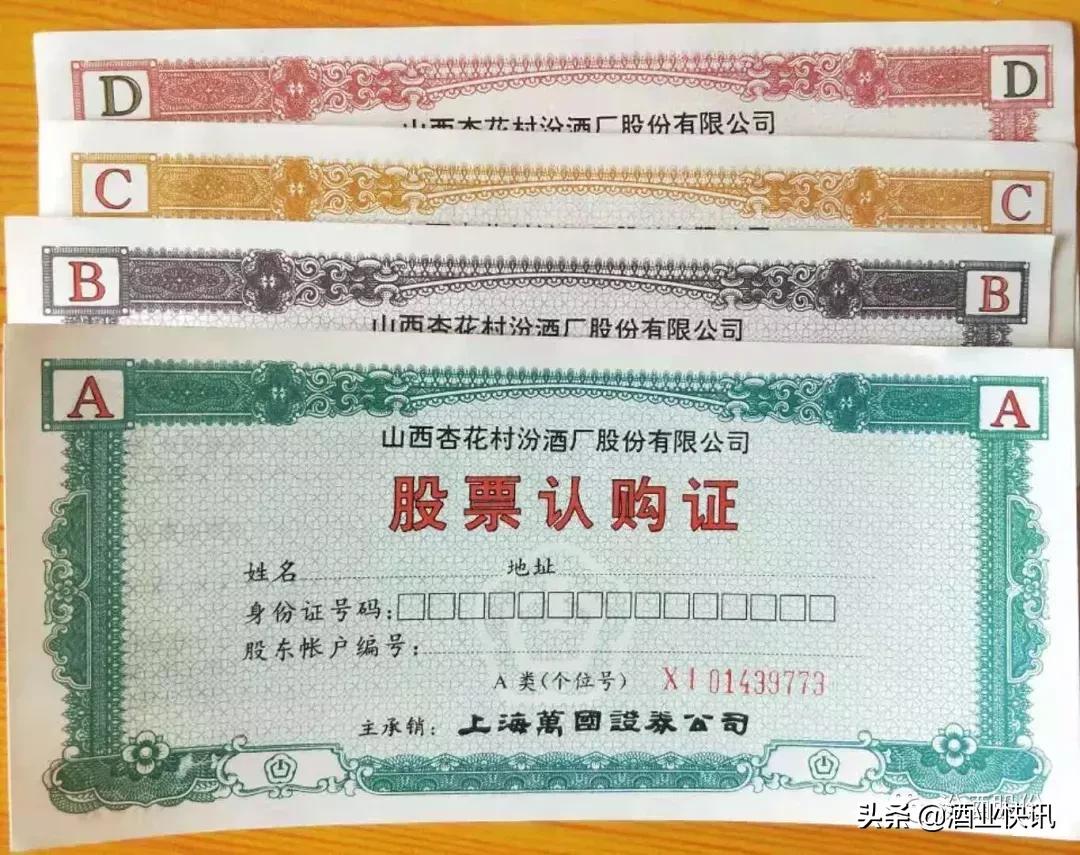 D D
山西杏花村汾酒厂股份有限公司
C C
B B
山西杏花村汾酒厂股份有限公司
A A
山西杏花村汾酒厂股份有限公司
股票认购证
姓名 地址
身份证号码:
股东帐户编号:
A 类(个位号) XI 01439773
主承销: 上海萬國證券公司
头条 @酒业快讯